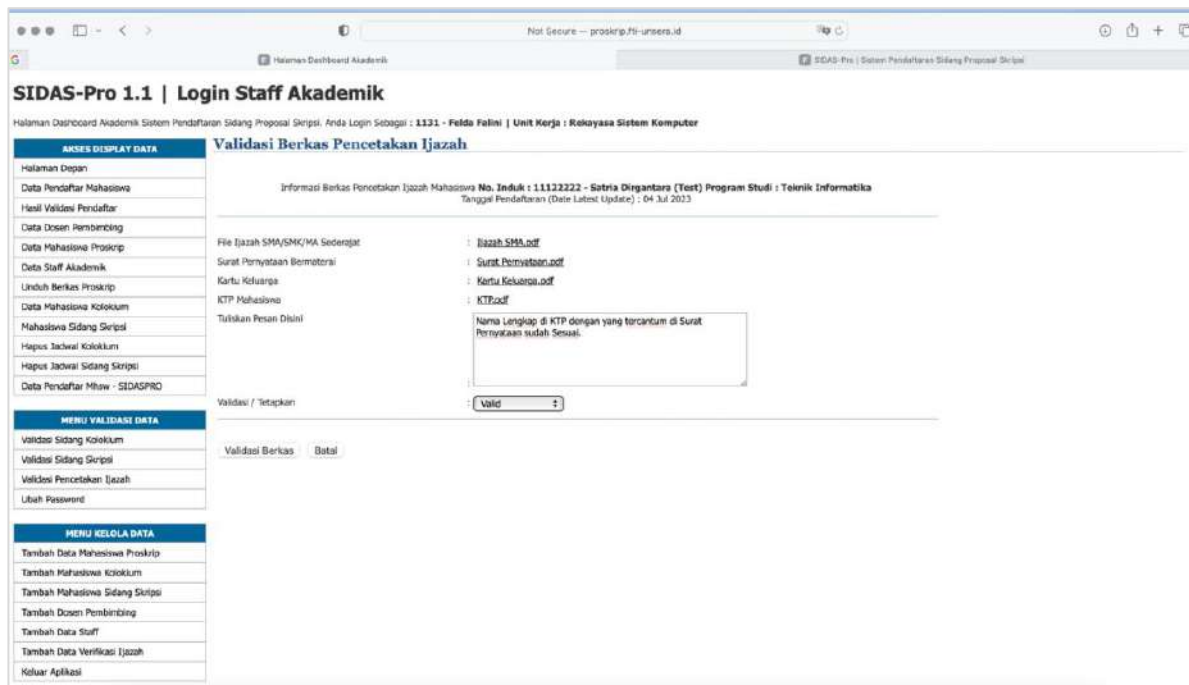 Not Secure — proskrip.fti-unsera.id
Halaman Dashboard Akademik
SIDAS-Pro | Sistem Pendaftaran Sidang Proposal Skripsi
SIDAS-Pro 1.1 | Login Staff Akademik
Halaman Dashboard Akademik Sistem Pendaftaran Sidang Proposal Skripsi. Anda Login Sebagai : 1131 - Felda Falini | Unit Kerja : Rekayasa Sistem Komputer
AKSES DISPLAY DATA
Halaman Depan
Data Pendaftar Mahasiswa
Hasil Validasi Pendaftar
Data Dosen Pembimbing
Data Mahasiswa Proskrip
Data Staff Akademik
Unduh Berkas Proskrip
Data Mahasiswa Kolokium
Mahasiswa Sidang Skripsi
Hapus Jadwal Kolokium
Hapus Jadwal Sidang Skripsi
Data Pendaftar Mhsw - SIDASPRO
MENU VALIDASI DATA
Validasi Sidang Kolokium
Validasi Sidang Skripsi
Validasi Pencetakan Ijazah
Ubah Password
MENU KELOLA DATA
Tambah Data Mahasiswa Proskrip
Tambah Mahasiswa Kolokium
Tambah Mahasiswa Sidang Skripsi
Tambah Dosen Pembimbing
Tambah Data Staff
Tambah Data Verifikasi Ijazah
Keluar Aplikasi
Validasi Berkas Pencetakan Ijazah
Informasi Berkas Pencetakan Ijazah Mahasiswa No. Induk : 11122222 - Satria Dirgantara (Test) Program Studi : Teknik Informatika
Tanggal Pendaftaran (Date Latest Update) : 04 Jul 2023
File Ijazah SMA/SMK/MA Sederajat : Ijazah SMA.pdf
Surat Pernyataan Bermaterai : Surat Pernyataan.pdf
Kartu Keluarga : Kartu Keluarga.pdf
KTP Mahasiswa : KTP.pdf
Tuliskan Pesan Disini : Nama Lengkap di KTP dengan yang tercantum di Surat
Pernyataan sudah Sesuai.
Validasi / Tetapkan : Valid
Validasi Berkas Batal